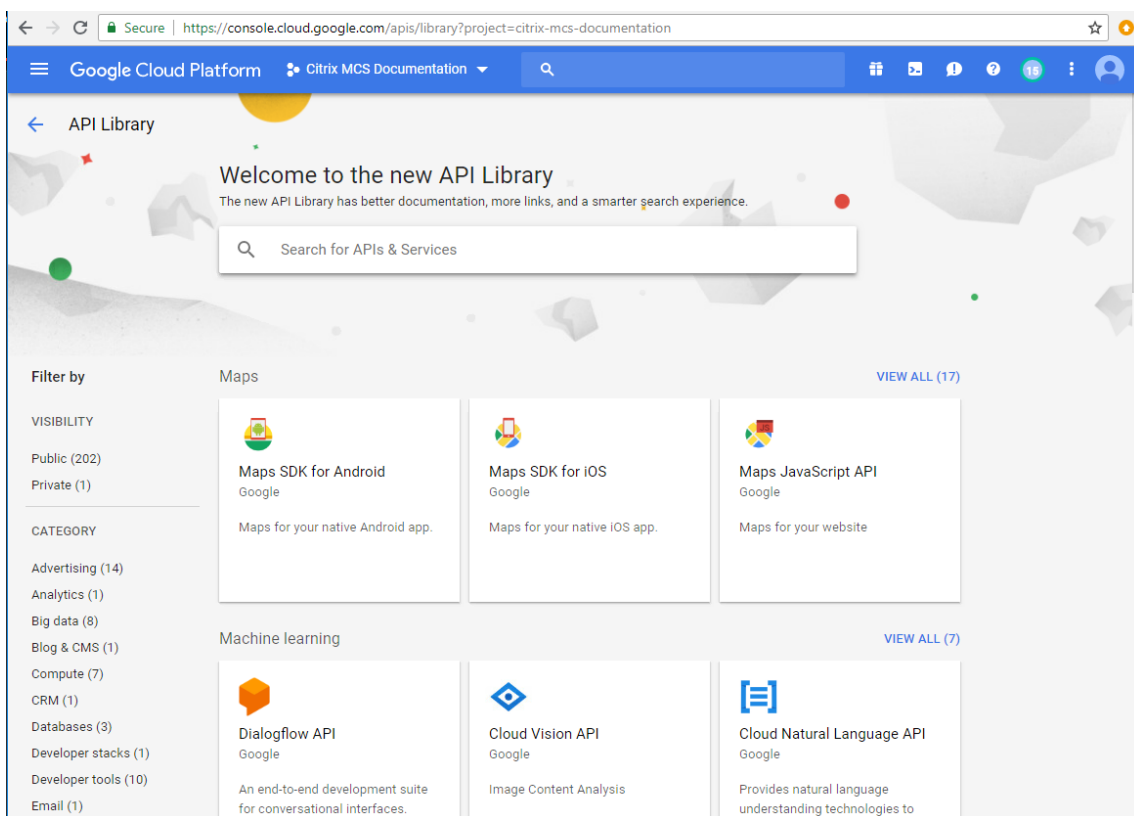 Secure | https://console.cloud.google.com/apis/library?project=citrix-mcs-documentation
Google Cloud Platform Citrix MCS Documentation 15
API Library
Welcome to the new API Library
The new API Library has better documentation, more links, and a smarter search experience.
Search for APIs & Services
Filter by
VISIBILITY
Public (202)
Private (1)
CATEGORY
Advertising (14)
Analytics (1)
Big data (8)
Blog & CMS (1)
Compute (7)
CRM (1)
Databases (3)
Developer stacks (1)
Developer tools (10)
Email (1)
Maps VIEW ALL (17)
Maps SDK for Android
Google
Maps for your native Android app.
Maps SDK for iOS
Google
Maps for your native iOS app.
JS
Maps JavaScript API
Google
Maps for your website
Machine learning VIEW ALL (7)
Dialogflow API
Google
An end-to-end development suite
for conversational interfaces.
Cloud Vision API
Google
Image Content Analysis
Cloud Natural Language API
Google
Provides natural language
understanding technologies to